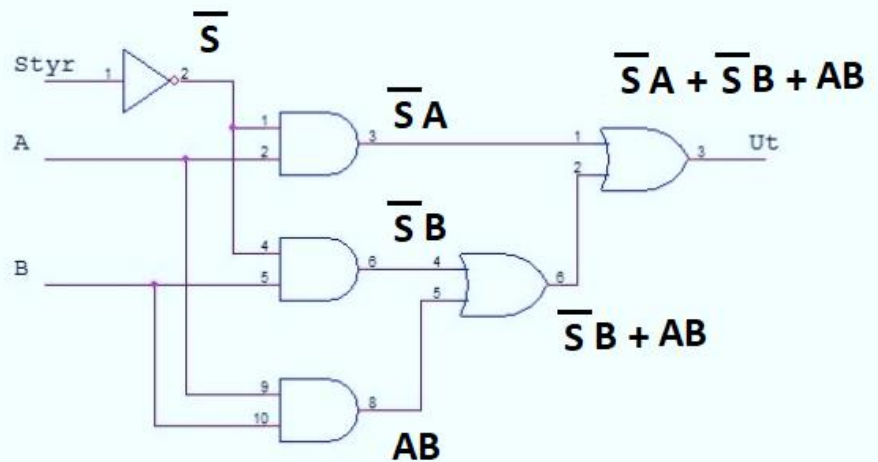 S̅
Styr 1 2
S̅A + S̅B + AB
1 S̅A
3 1 Ut
A 2 3
2
S̅B
4
B 6 4
5 5 6
S̅B + AB
9
8
10
AB